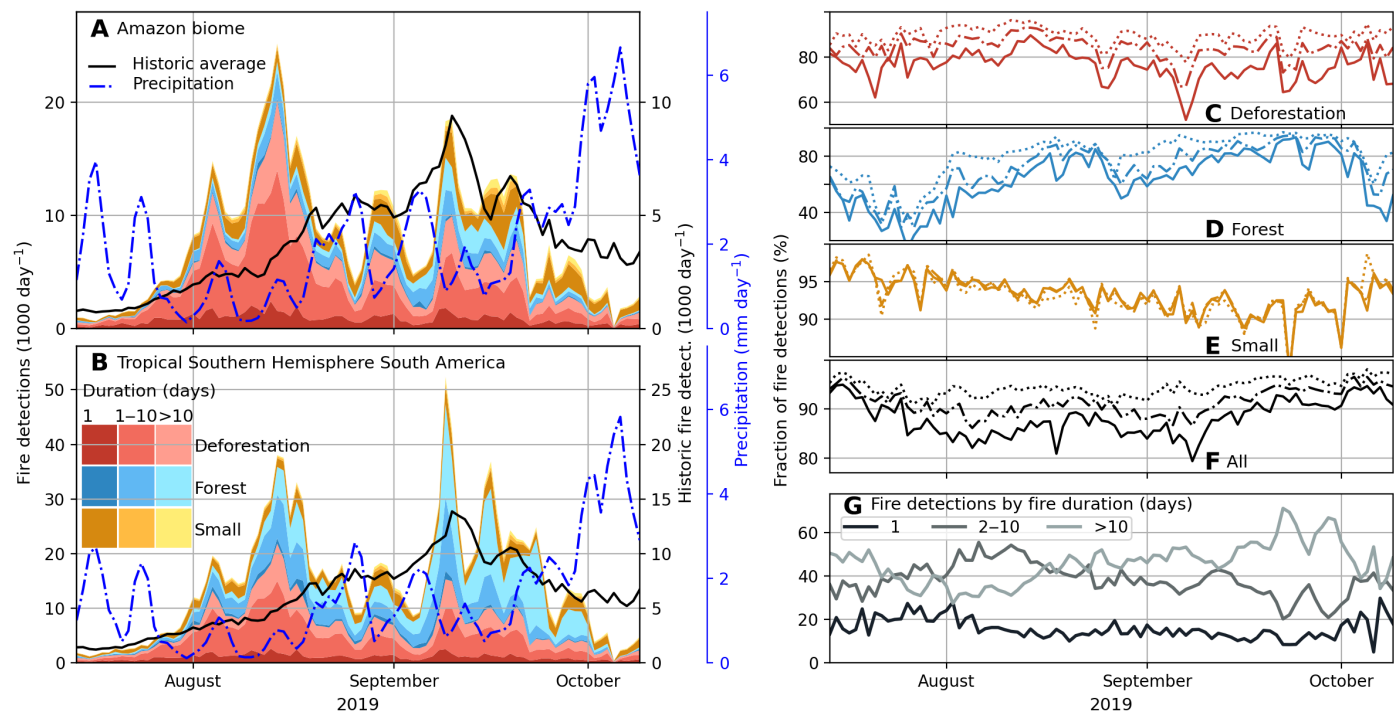 A Amazon biome
Historic average
Precipitation
20
10
0
10
5
0
6
4
2
0
B Tropical Southern Hemisphere South America
Duration (days)
1 1–10 >10
Deforestation
Forest
Small
50
40
30
20
10
0
25
20
15
10
5
0
6
4
2
0
Fire detections (1000 day⁻¹)
Historic fire detect. (1000 day⁻¹)
Precipitation (mm day⁻¹)
August September October
2019
Fraction of fire detections (%)
80
60
C Deforestation
80
40
D Forest
95
90
E Small
90
80
F All
G Fire detections by fire duration (days)
1 2–10 >10
60
40
20
0
August September October
2019